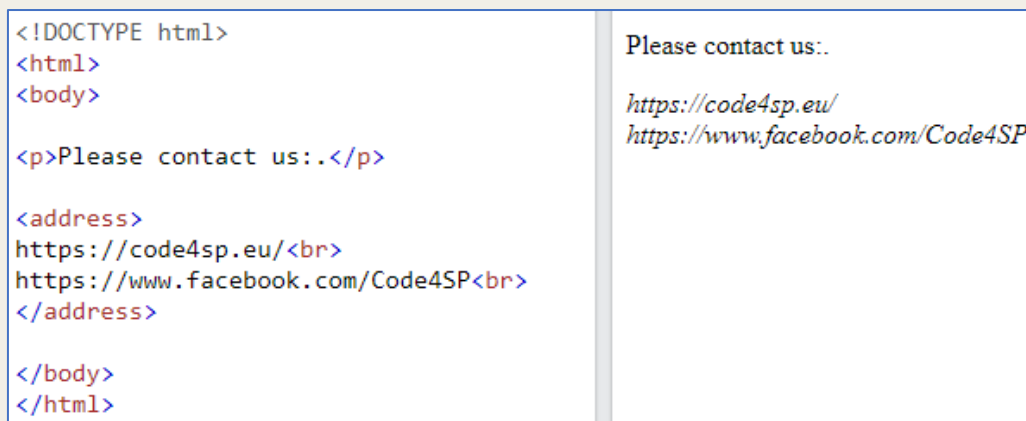 <!DOCTYPE html>
<html>
<body>
<p>Please contact us:.</p>
<address>
https://code4sp.eu/<br>
https://www.facebook.com/Code4SP<br>
</address>
</body>
</html>
Please contact us:.
https://code4sp.eu/
https://www.facebook.com/Code4SP